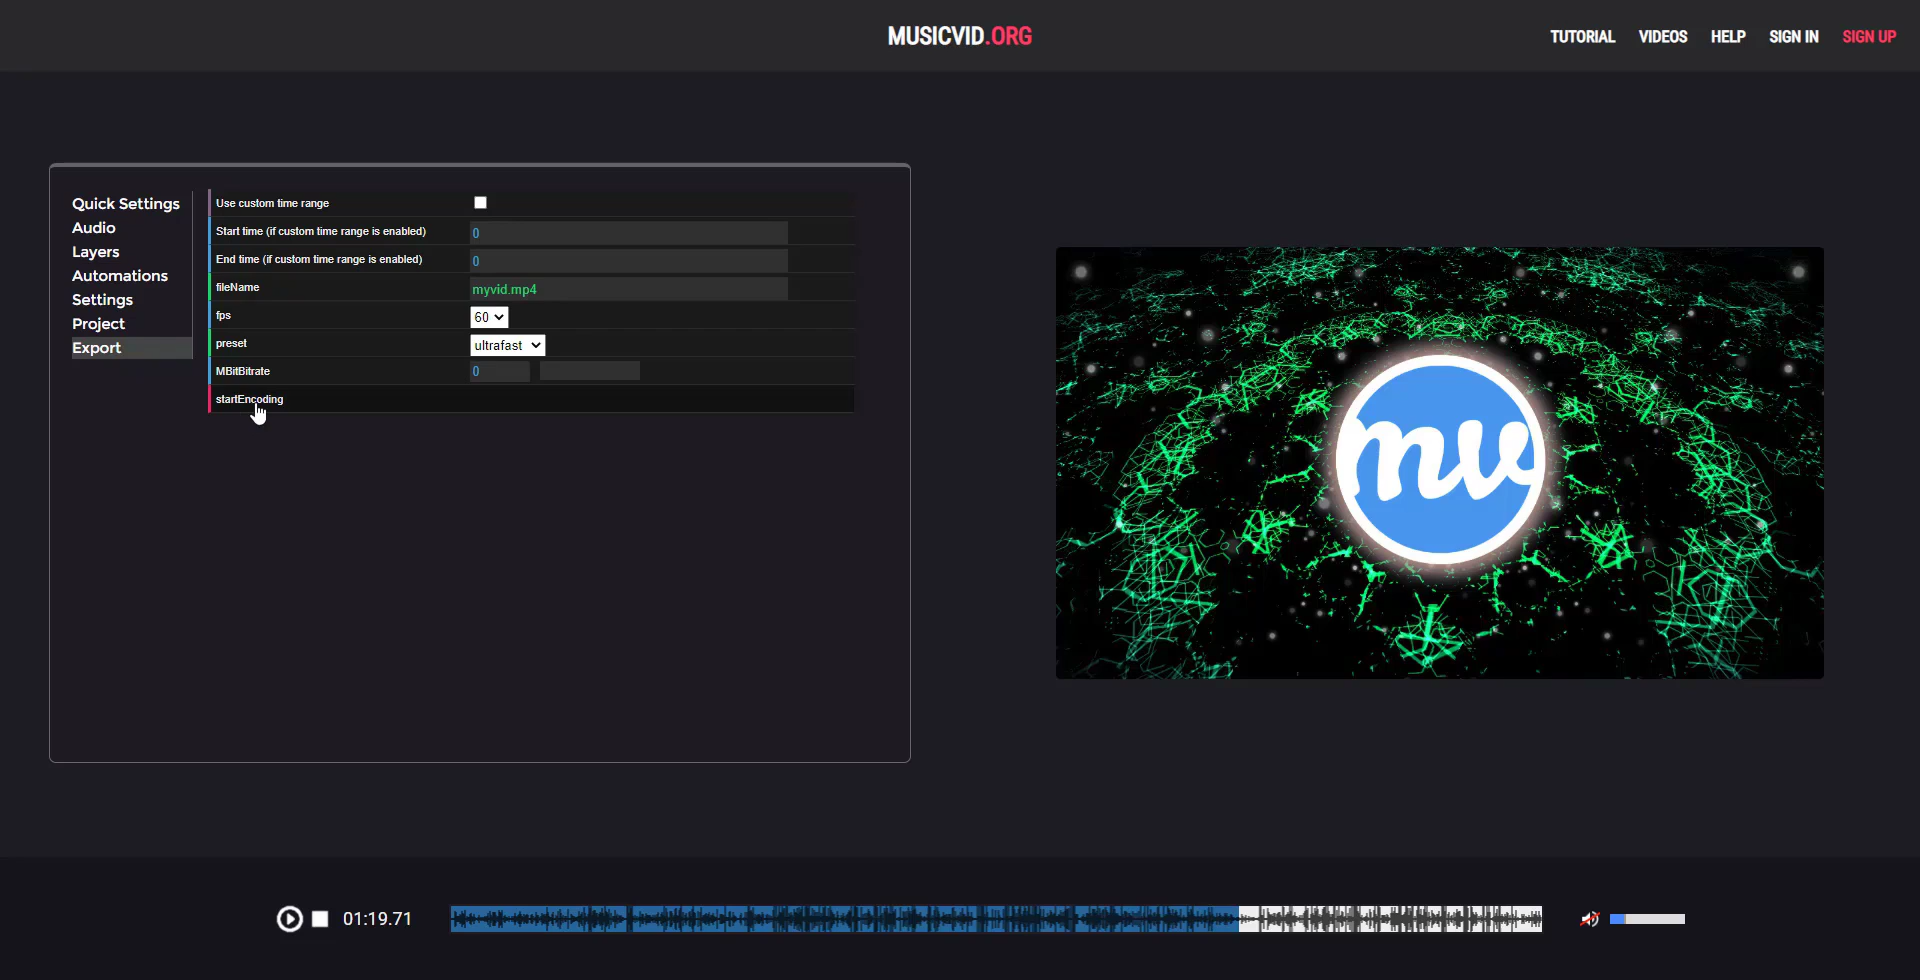 MUSICVID.ORG
TUTORIAL VIDEOS HELP SIGN IN SIGN UP
Quick Settings
Audio
Layers
Automations
Settings
Project
Export
Use custom time range
Start time (if custom time range is enabled) 0
End time (if custom time range is enabled) 0
fileName myvid.mp4
fps 60
preset ultrafast
MBitBitrate 0
startEncoding
mv
01:19.71